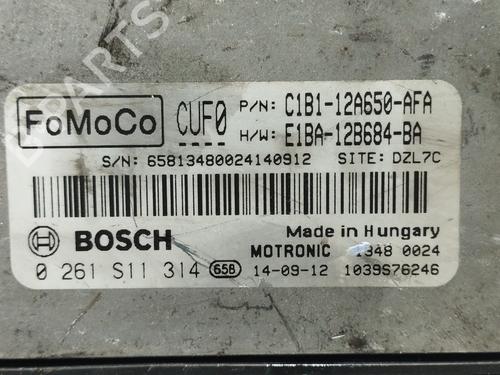 FoMoCo CUF0 P/N: C1B1-12A650-AFA
H/W: E1BA-12B684-BA
S/N: 65813480024140912 SITE: DZL7C
BOSCH Made in Hungary
MOTRONIC 1348 0024
0 261 S11 314 65B 14-09-12 1039S76246